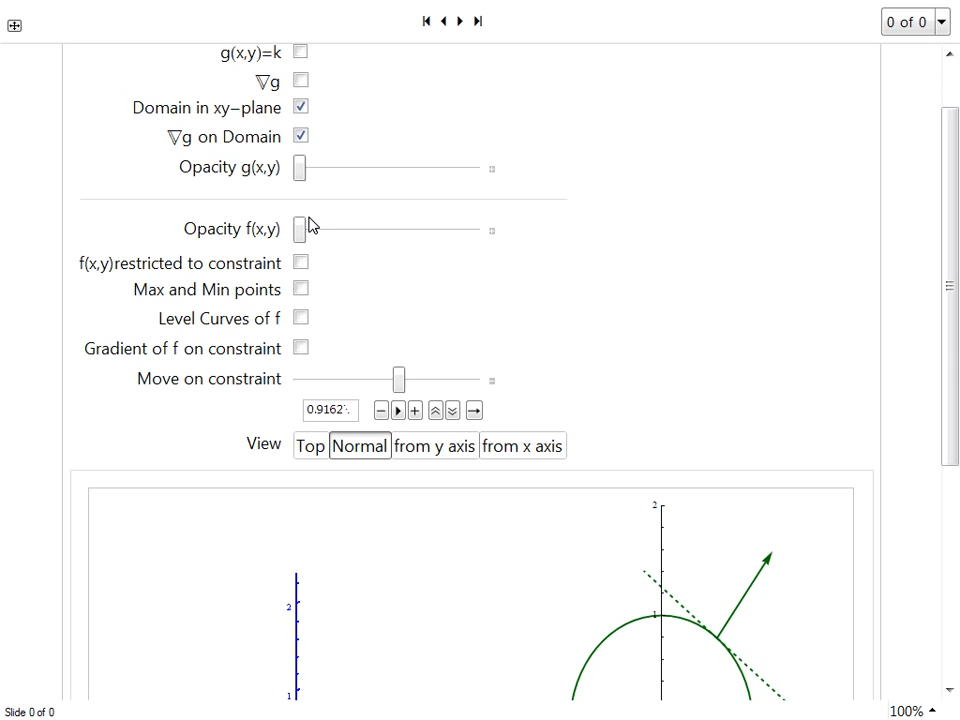 0 of 0
g(x,y)=k
∇g
Domain in xy−plane
∇g on Domain
Opacity g(x,y)
Opacity f(x,y)
f(x,y)restricted to constraint
Max and Min points
Level Curves of f
Gradient of f on constraint
Move on constraint
View
Top Normal from y axis from x axis
2
2
1
1
Slide 0 of 0
100%